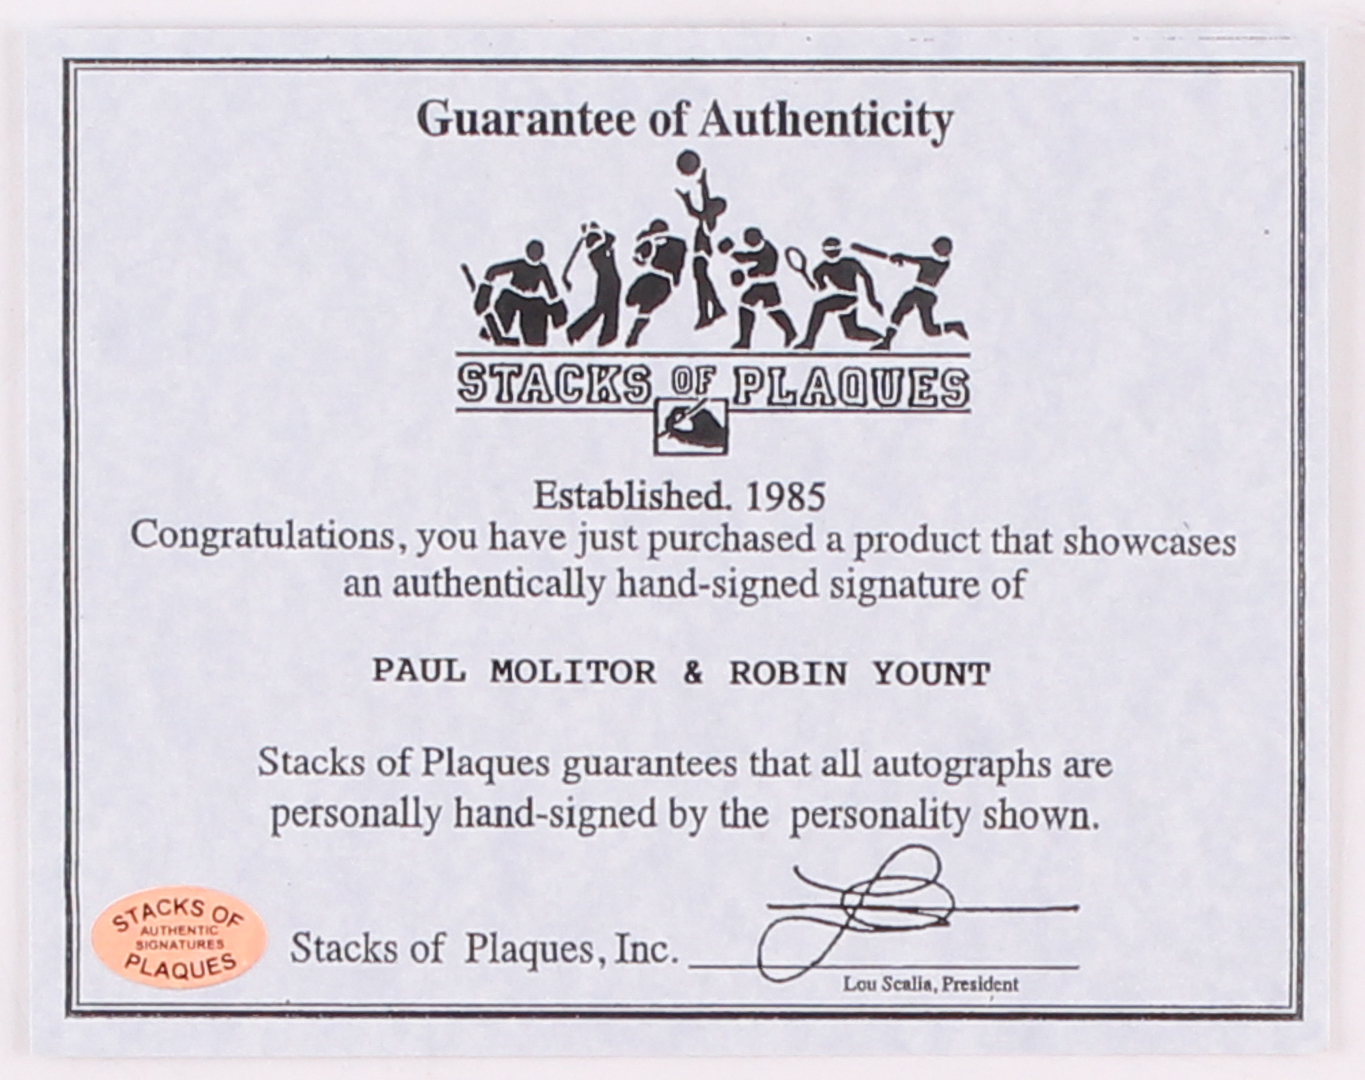 Guarantee of Authenticity
STACKS OF PLAQUES
Established. 1985
Congratulations, you have just purchased a product that showcases
an authentically hand-signed signature of
PAUL MOLITOR & ROBIN YOUNT
Stacks of Plaques guarantees that all autographs are
personally hand-signed by the personality shown.
STACKS OF
AUTHENTIC
SIGNATURES
PLAQUES
Stacks of Plaques, Inc.
Lou Scalia, President